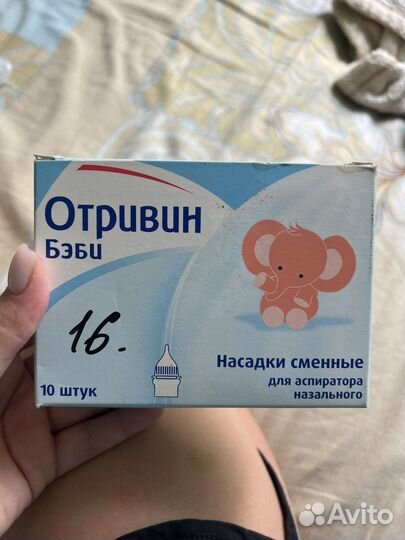 Отривин
Бэби
16.
Насадки сменные
для аспиратора
назального
10 штук
Avito